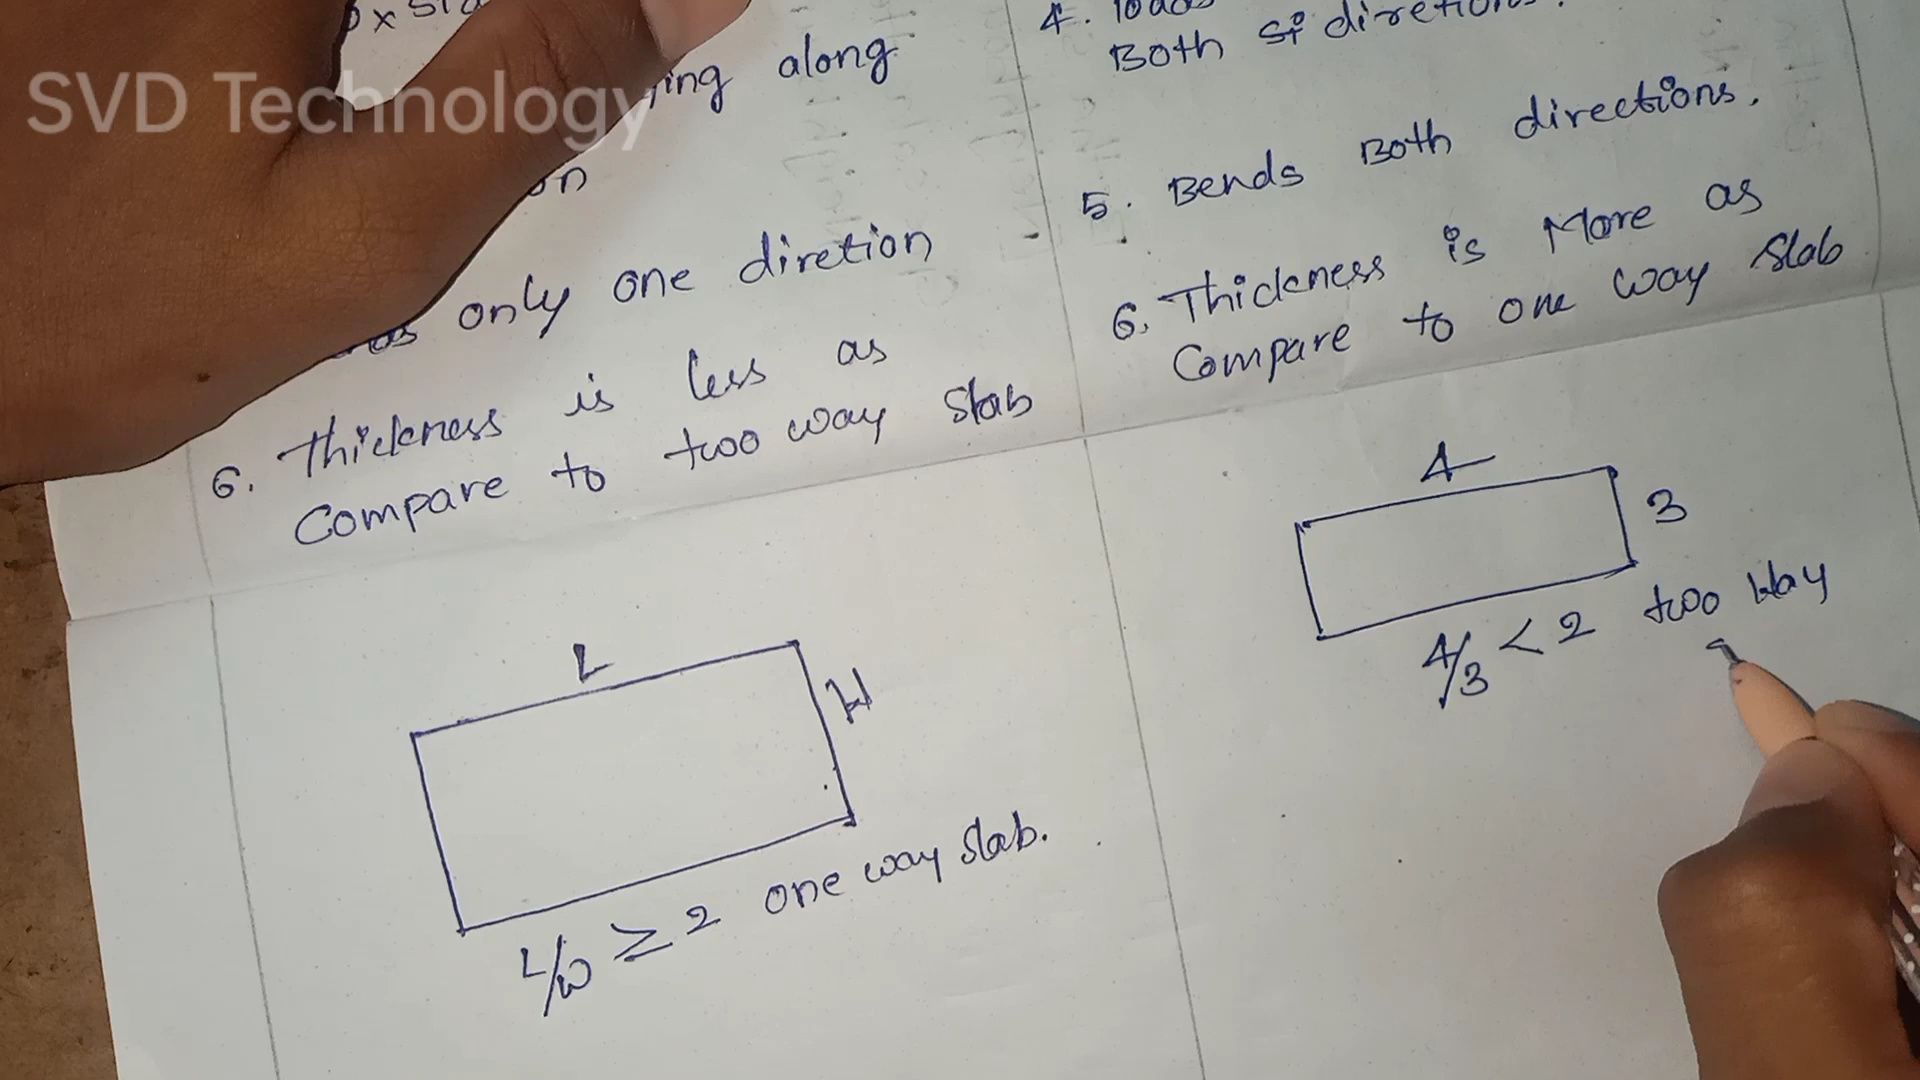 SVD Technology
along
only one diretion
6. Thickness is less as
Compare to two way Slab
L
W
L/W ≥ 2 one way slab.
4.
Both directions.
5. Bends Both directions.
6. Thickness is More as
Compare to one way Slab
4
3
4/3 < 2 two Way